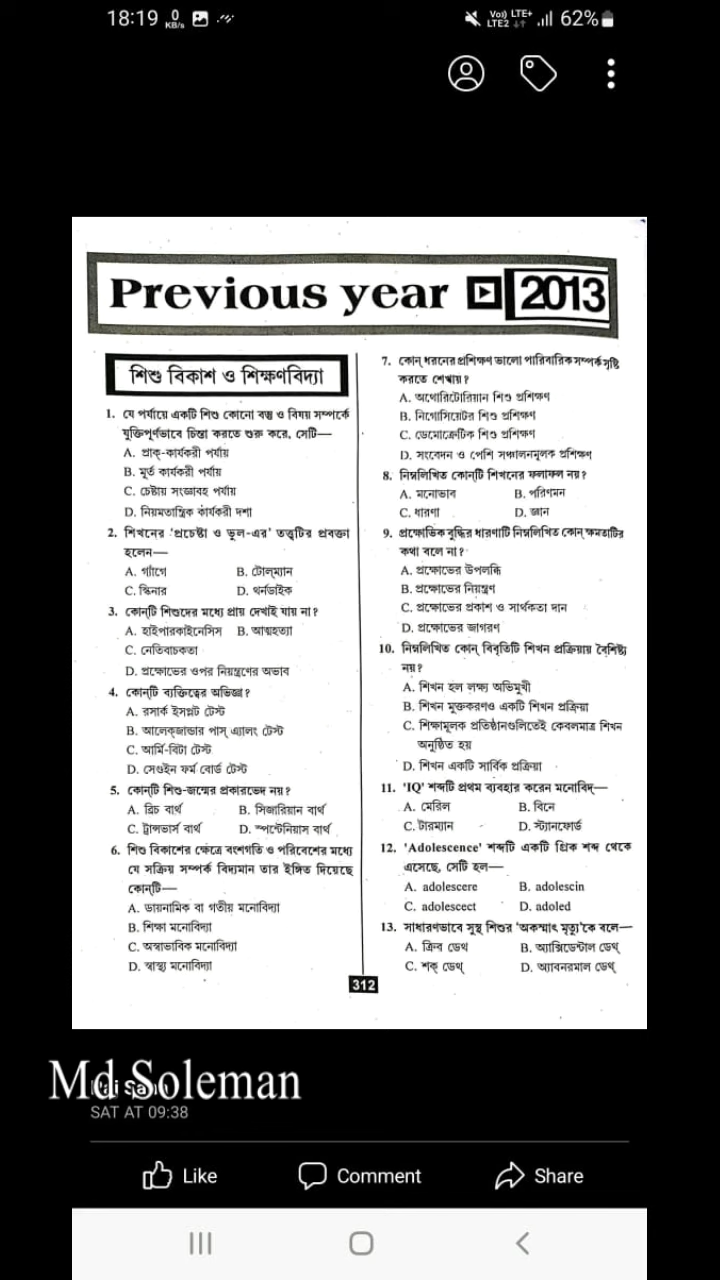 18:19 0 KB/s Vo)) LTE+ LTE2 62%
Previous year 2013
শিশু বিকাশ ও শিক্ষণবিদ্যা
1. যে পর্যায়ে একটি শিশু কোনো বস্তু ও বিষয় সম্পর্কে
যুক্তিপূর্ণভাবে চিন্তা করতে শুরু করে, সেটি—
A. প্রাক্-কার্যকরী পর্যায়
B. মূর্ত কার্যকরী পর্যায়
C. চেষ্টায় সংজ্ঞাবহ পর্যায়
D. নিয়মতান্ত্রিক কার্যকরী দশা
2. শিখনের 'প্রচেষ্টা ও ভুল-এর' তত্ত্বটির প্রবক্তা
হলেন—
A. প্যাঁগে B. টোল্‌ম্যান
C. স্কিনার D. থর্নডাইক
3. কোন্‌টি শিশুদের মধ্যে প্রায় দেখাই যায় না?
A. হাইপারকাইনেসিস B. আত্মহত্যা
C. নেতিবাচকতা
D. প্রক্ষোভের ওপর নিয়ন্ত্রণের অভাব
4. কোন্‌টি ব্যক্তিত্বের অভিজ্ঞা?
A. রসার্ক ইসপ্লট টেস্ট
B. আলেক্‌জান্ডার পাস্ এ্যালং টেস্ট
C. আর্মি-বিটা টেস্ট
D. সেগুইন ফর্ম বোর্ড টেস্ট
5. কোন্‌টি শিশু-জন্মের প্রকারভেদ নয়?
A. ব্রিচ বার্থ B. সিজারিয়ান বার্থ
C. ট্রান্সভার্স বার্থ D. স্পন্টেনিয়াস বার্থ
6. শিশু বিকাশের ক্ষেত্রে বংশগতি ও পরিবেশের মধ্যে
যে সক্রিয় সম্পর্ক বিদ্যমান তার ইঙ্গিত দিয়েছে
কোন্‌টি—
A. ডায়নামিক বা গতীয় মনোবিদ্যা
B. শিক্ষা মনোবিদ্যা
C. অস্বাভাবিক মনোবিদ্যা
D. স্বাস্থ্য মনোবিদ্যা
7. কোন্ ধরনের প্রশিক্ষণ ভালো পারিবারিক সম্পর্ক সৃষ্টি
করতে শেখায়?
A. অথোরিটোরিয়ান শিশু প্রশিক্ষণ
B. নিগোসিয়েটর শিশু প্রশিক্ষণ
C. ডেমোক্রেটিক শিশু প্রশিক্ষণ
D. সংবেদন ও পেশি সঞ্চালনমূলক প্রশিক্ষণ
8. নিম্নলিখিত কোন্‌টি শিখনের ফলাফল নয়?
A. মনোভাব B. পরিণমন
C. ধারণা D. জ্ঞান
9. প্রক্ষোভিক বুদ্ধির ধারণাটি নিম্নলিখিত কোন্ ক্ষমতাটির
কথা বলে না?
A. প্রক্ষোভের উপলব্ধি
B. প্রক্ষোভের নিয়ন্ত্রণ
C. প্রক্ষোভের প্রকাশ ও সার্থকতা দান
D. প্রক্ষোভের জাগরণ
10. নিম্নলিখিত কোন্ বিবৃতিটি শিখন প্রক্রিয়ায় বৈশিষ্ট্য
নয়?
A. শিখন হল লক্ষ্য অভিমুখী
B. শিখন মুক্তকরণও একটি শিখন প্রক্রিয়া
C. শিক্ষামূলক প্রতিষ্ঠানগুলিতেই কেবলমাত্র শিখন
অনুষ্ঠিত হয়
D. শিখন একটি সার্বিক প্রক্রিয়া
11. 'IQ' শব্দটি প্রথম ব্যবহার করেন মনোবিদ্—
A. মেরিল B. বিনে
C. টারম্যান D. স্ট্যানফোর্ড
12. 'Adolescence' শব্দটি একটি গ্রিক শব্দ থেকে
এসেছে, সেটি হল—
A. adolescere B. adolescin
C. adolescect D. adoled
13. সাধারণভাবে সুস্থ শিশুর 'অকস্মাৎ মৃত্যু'কে বলে—
A. ক্রিব ডেথ B. অ্যাক্সিডেন্টাল ডেথ্
C. শক্ ডেথ্ D. অ্যাবনরমাল ডেথ্
312
Md Soleman
SAT AT 09:38
Like Comment Share